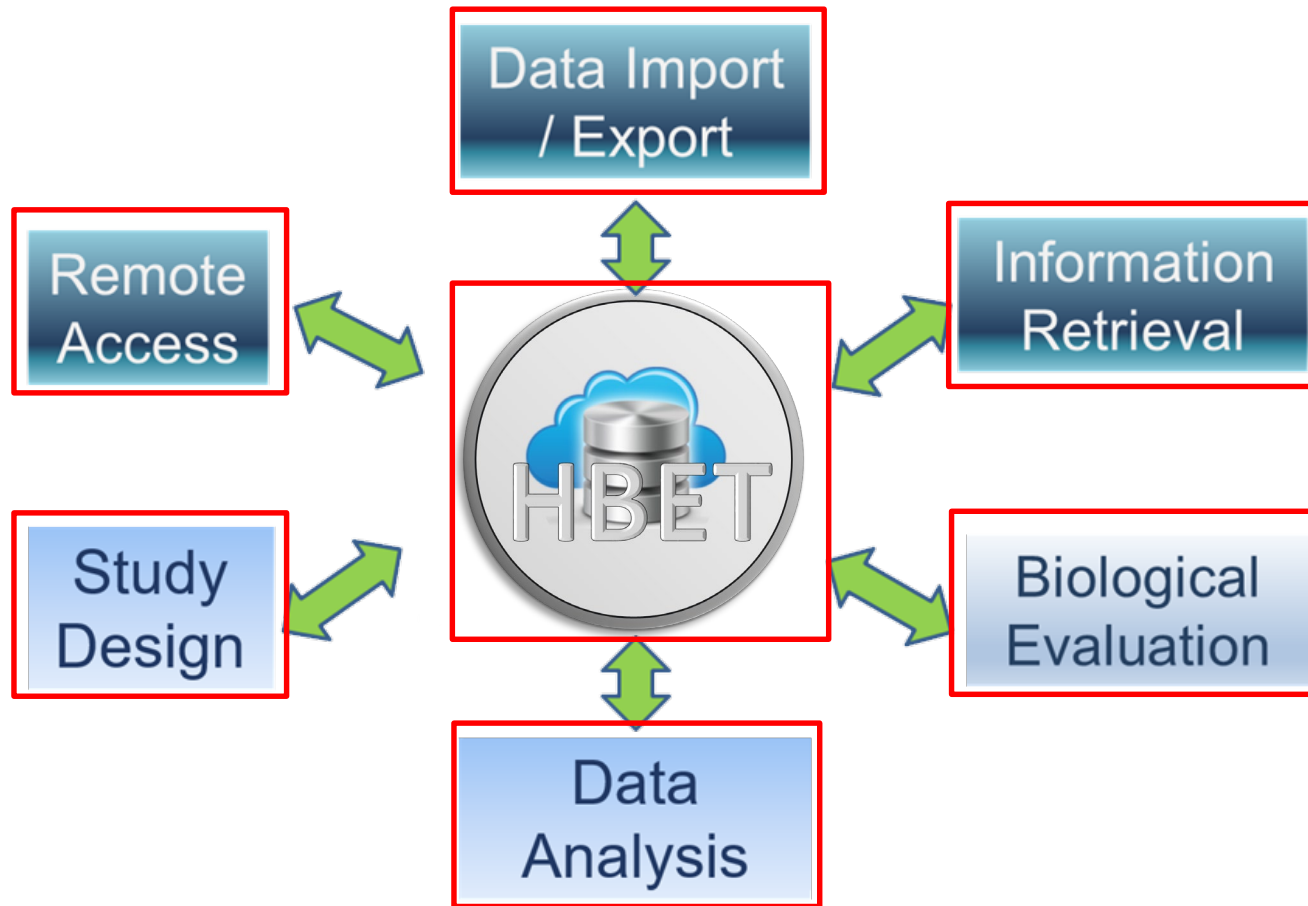 Data Import
/ Export
Remote
Access
Information
Retrieval
HBET
Study
Design
Biological
Evaluation
Data
Analysis